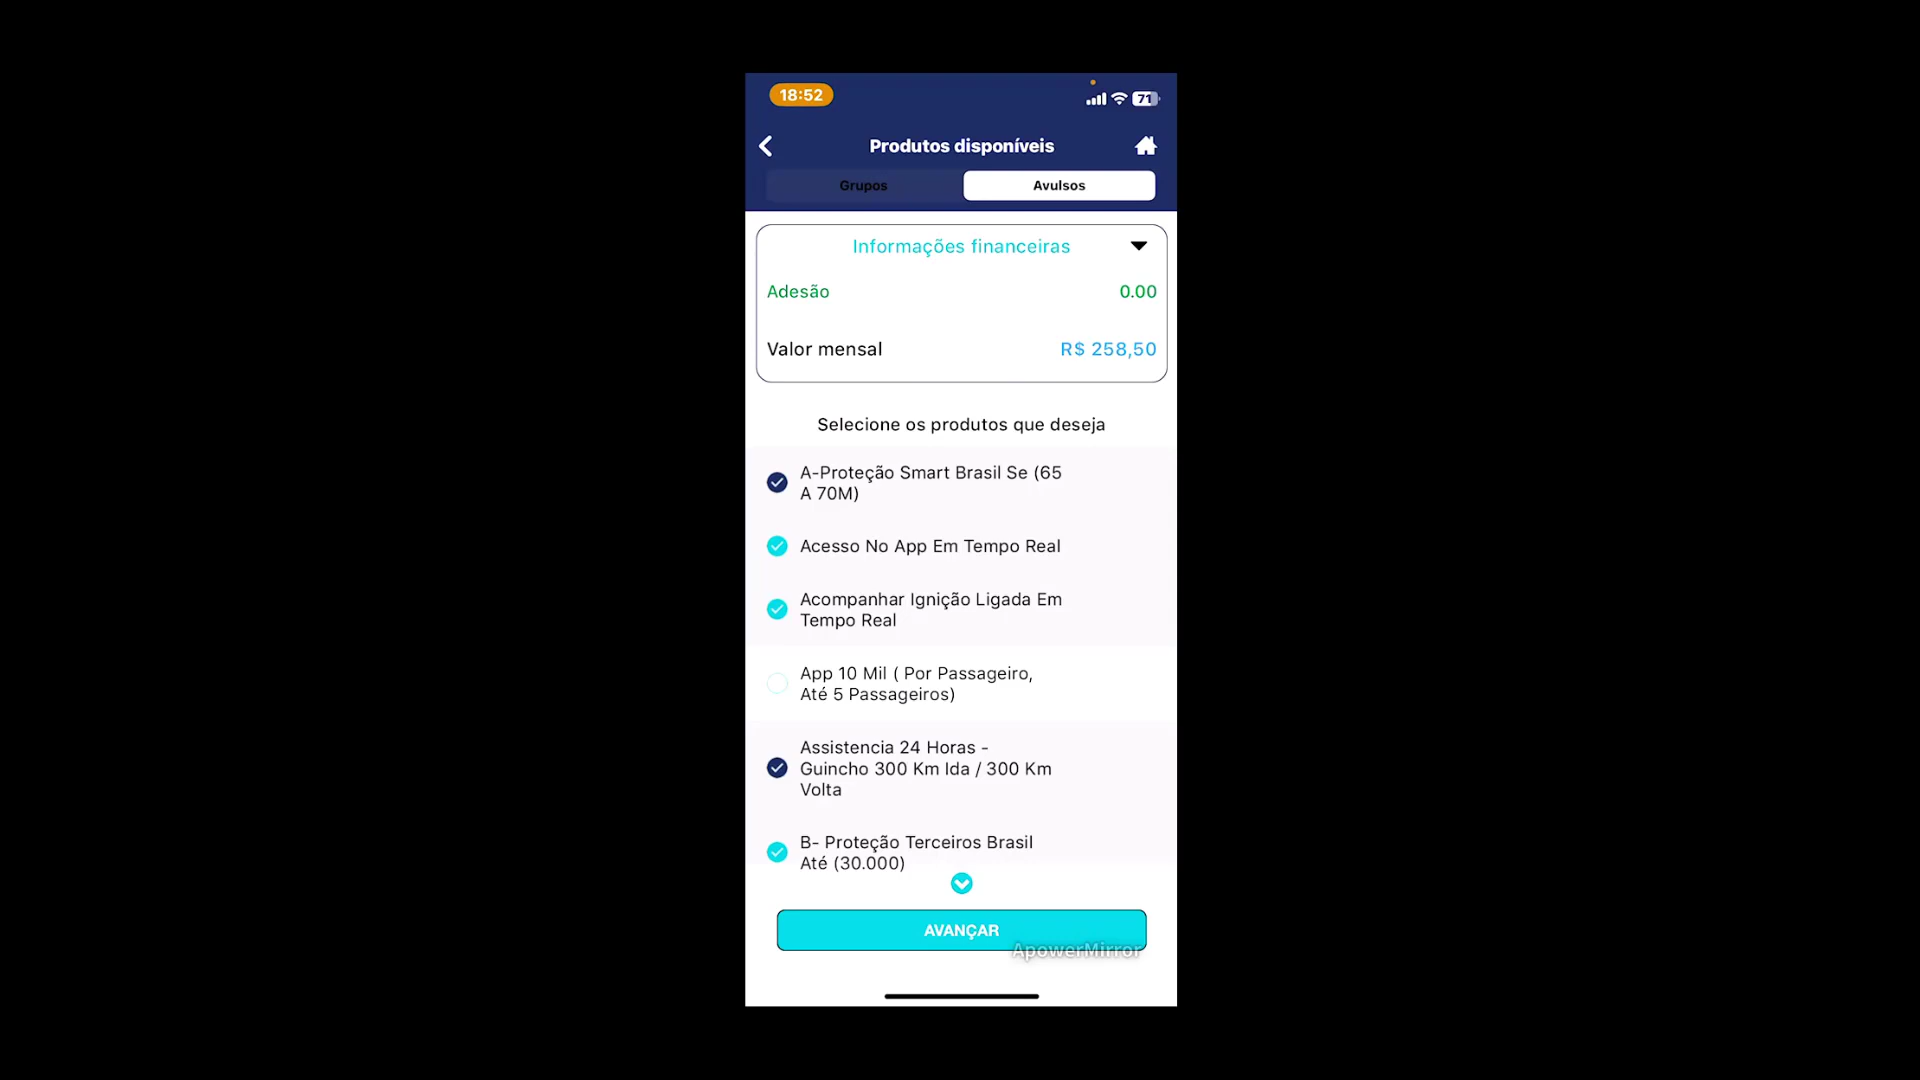 18:52
71
Produtos disponíveis
Grupos
Avulsos
Informações financeiras
Adesão
0.00
Valor mensal
R$ 258,50
Selecione os produtos que deseja
A-Proteção Smart Brasil Se (65
A 70M)
Acesso No App Em Tempo Real
Acompanhar Ignição Ligada Em
Tempo Real
App 10 Mil ( Por Passageiro,
Até 5 Passageiros)
Assistencia 24 Horas -
Guincho 300 Km Ida / 300 Km
Volta
B- Proteção Terceiros Brasil
Até (30.000)
AVANÇAR
ApowerMirror